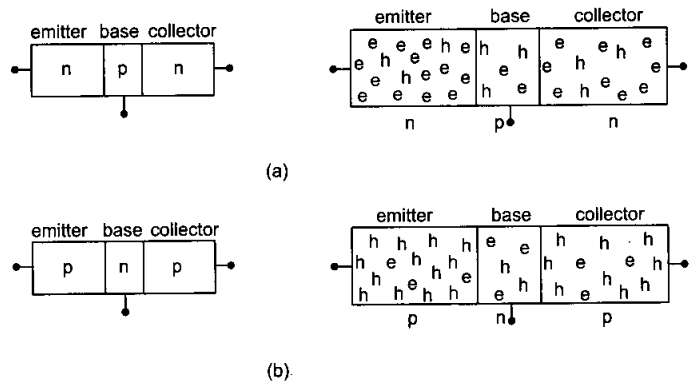 emitter base collector
n p n
emitter base collector
e e e h e h h e e e
e h e e h e
e h e e e h h e
e e e e h e e h e e
n p n
(a)
emitter base collector
p n p
emitter base collector
h h h h e e h h h
h e h h e h e h
h h e h e h h h h
h h h h e h e h
p n p
(b).